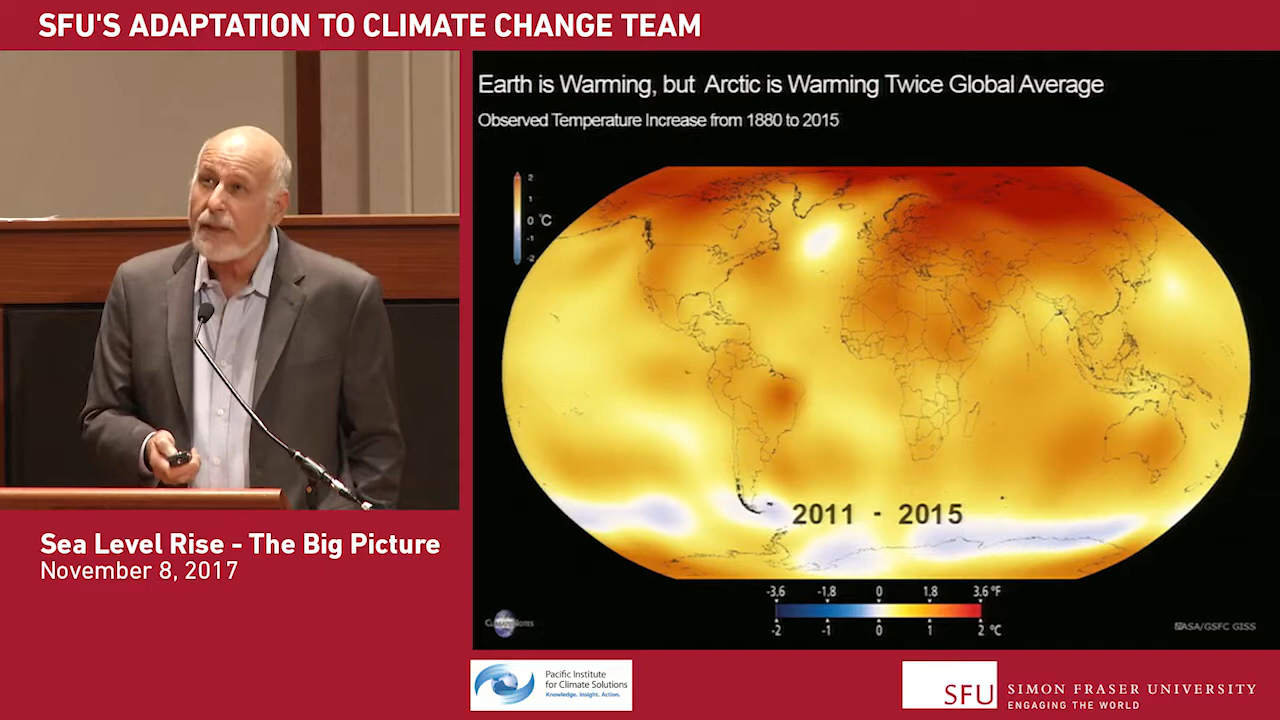 SFU'S ADAPTATION TO CLIMATE CHANGE TEAM
Earth is Warming, but Arctic is Warming Twice Global Average
Observed Temperature Increase from 1880 to 2015
2
1
0 °C
-1
-2
2011 - 2015
Sea Level Rise - The Big Picture
November 8, 2017
-3.6 -1.8 0 1.8 3.6 °F
-2 -1 0 1 2 °C
NASA/GSFC GISS
Pacific Institute
for Climate Solutions
Knowledge. Insight. Action.
SFU
SIMON FRASER UNIVERSITY
ENGAGING THE WORLD